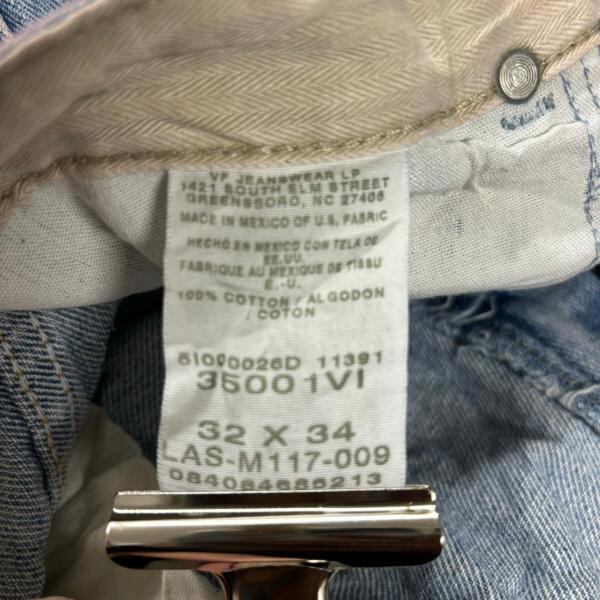 VF JEANSWEAR LP
1421 SOUTH ELM STREET
GREENSBORO, NC 27406
MADE IN MEXICO OF U.S. FABRIC
HECHO EN MEXICO CON TELA DE
EE.UU.
FABRIQUE AU MEXIQUE DE TISSU
E.-U.
100% COTTON / ALGODON
/ COTON
51000026D 11391
35001VI
32 X 34
LAS-M117-009
084084686213